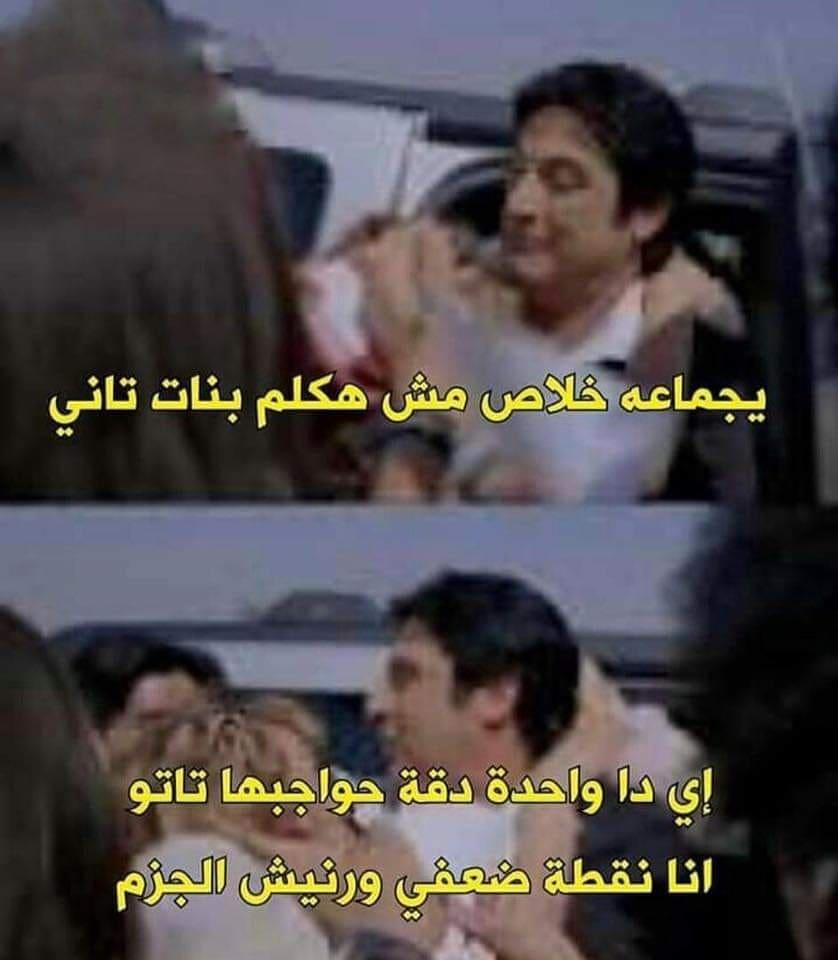 يجماعه خلاص مش هكلم بنات تاني
إي دا واحدة دقة حواجبها تاتو
انا نقطة ضعفي ورنيش الجزم